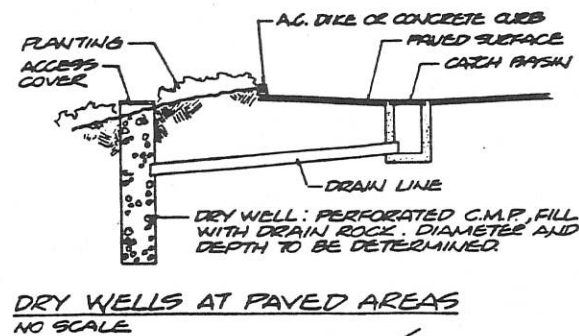 A.C. DIKE OR CONCRETE CURB
PLANTING
PAVED SURFACE
ACCESS
COVER
CATCH BASIN
DRAIN LINE
DRY WELL: PERFORATED C.M.P., FILL
WITH DRAIN ROCK. DIAMETER AND
DEPTH TO BE DETERMINED.
DRY WELLS AT PAVED AREAS
NO SCALE